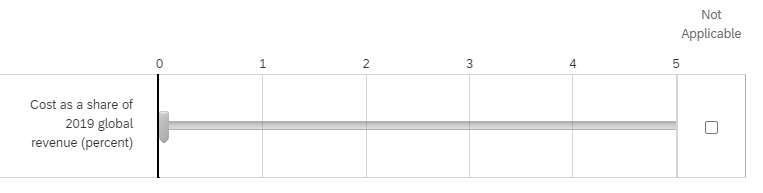 Not
Applicable
0 1 2 3 4 5
Cost as a share of
2019 global
revenue (percent)